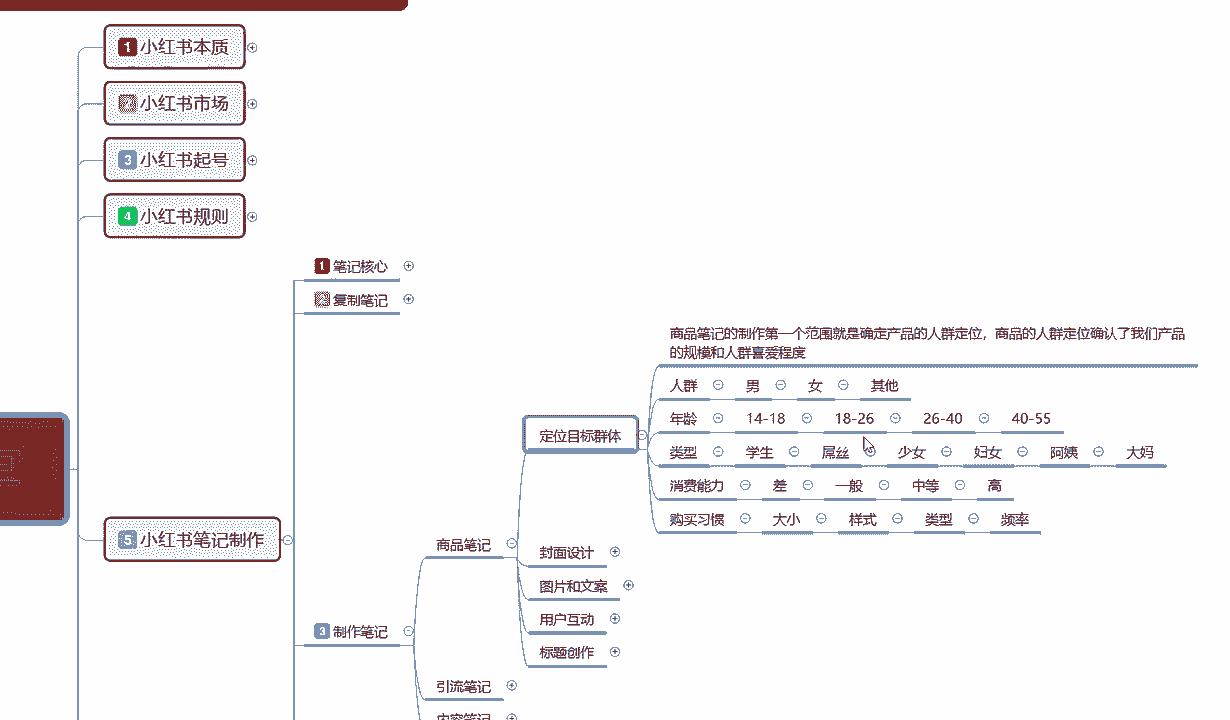 1 小红书本质
2 小红书市场
3 小红书起号
4 小红书规则
5 小红书笔记制作
1 笔记核心
2 复制笔记
3 制作笔记
商品笔记
定位目标群体
商品笔记的制作第一个范围就是确定产品的人群定位，商品的人群定位确认了我们产品
的规模和人群喜爱程度
人群 男 女 其他
年龄 14-18 18-26 26-40 40-55
类型 学生 屌丝 少女 妇女 阿姨 大妈
消费能力 差 一般 中等 高
购买习惯 大小 样式 类型 频率
封面设计
图片和文案
用户互动
标题创作
引流笔记
内容笔记